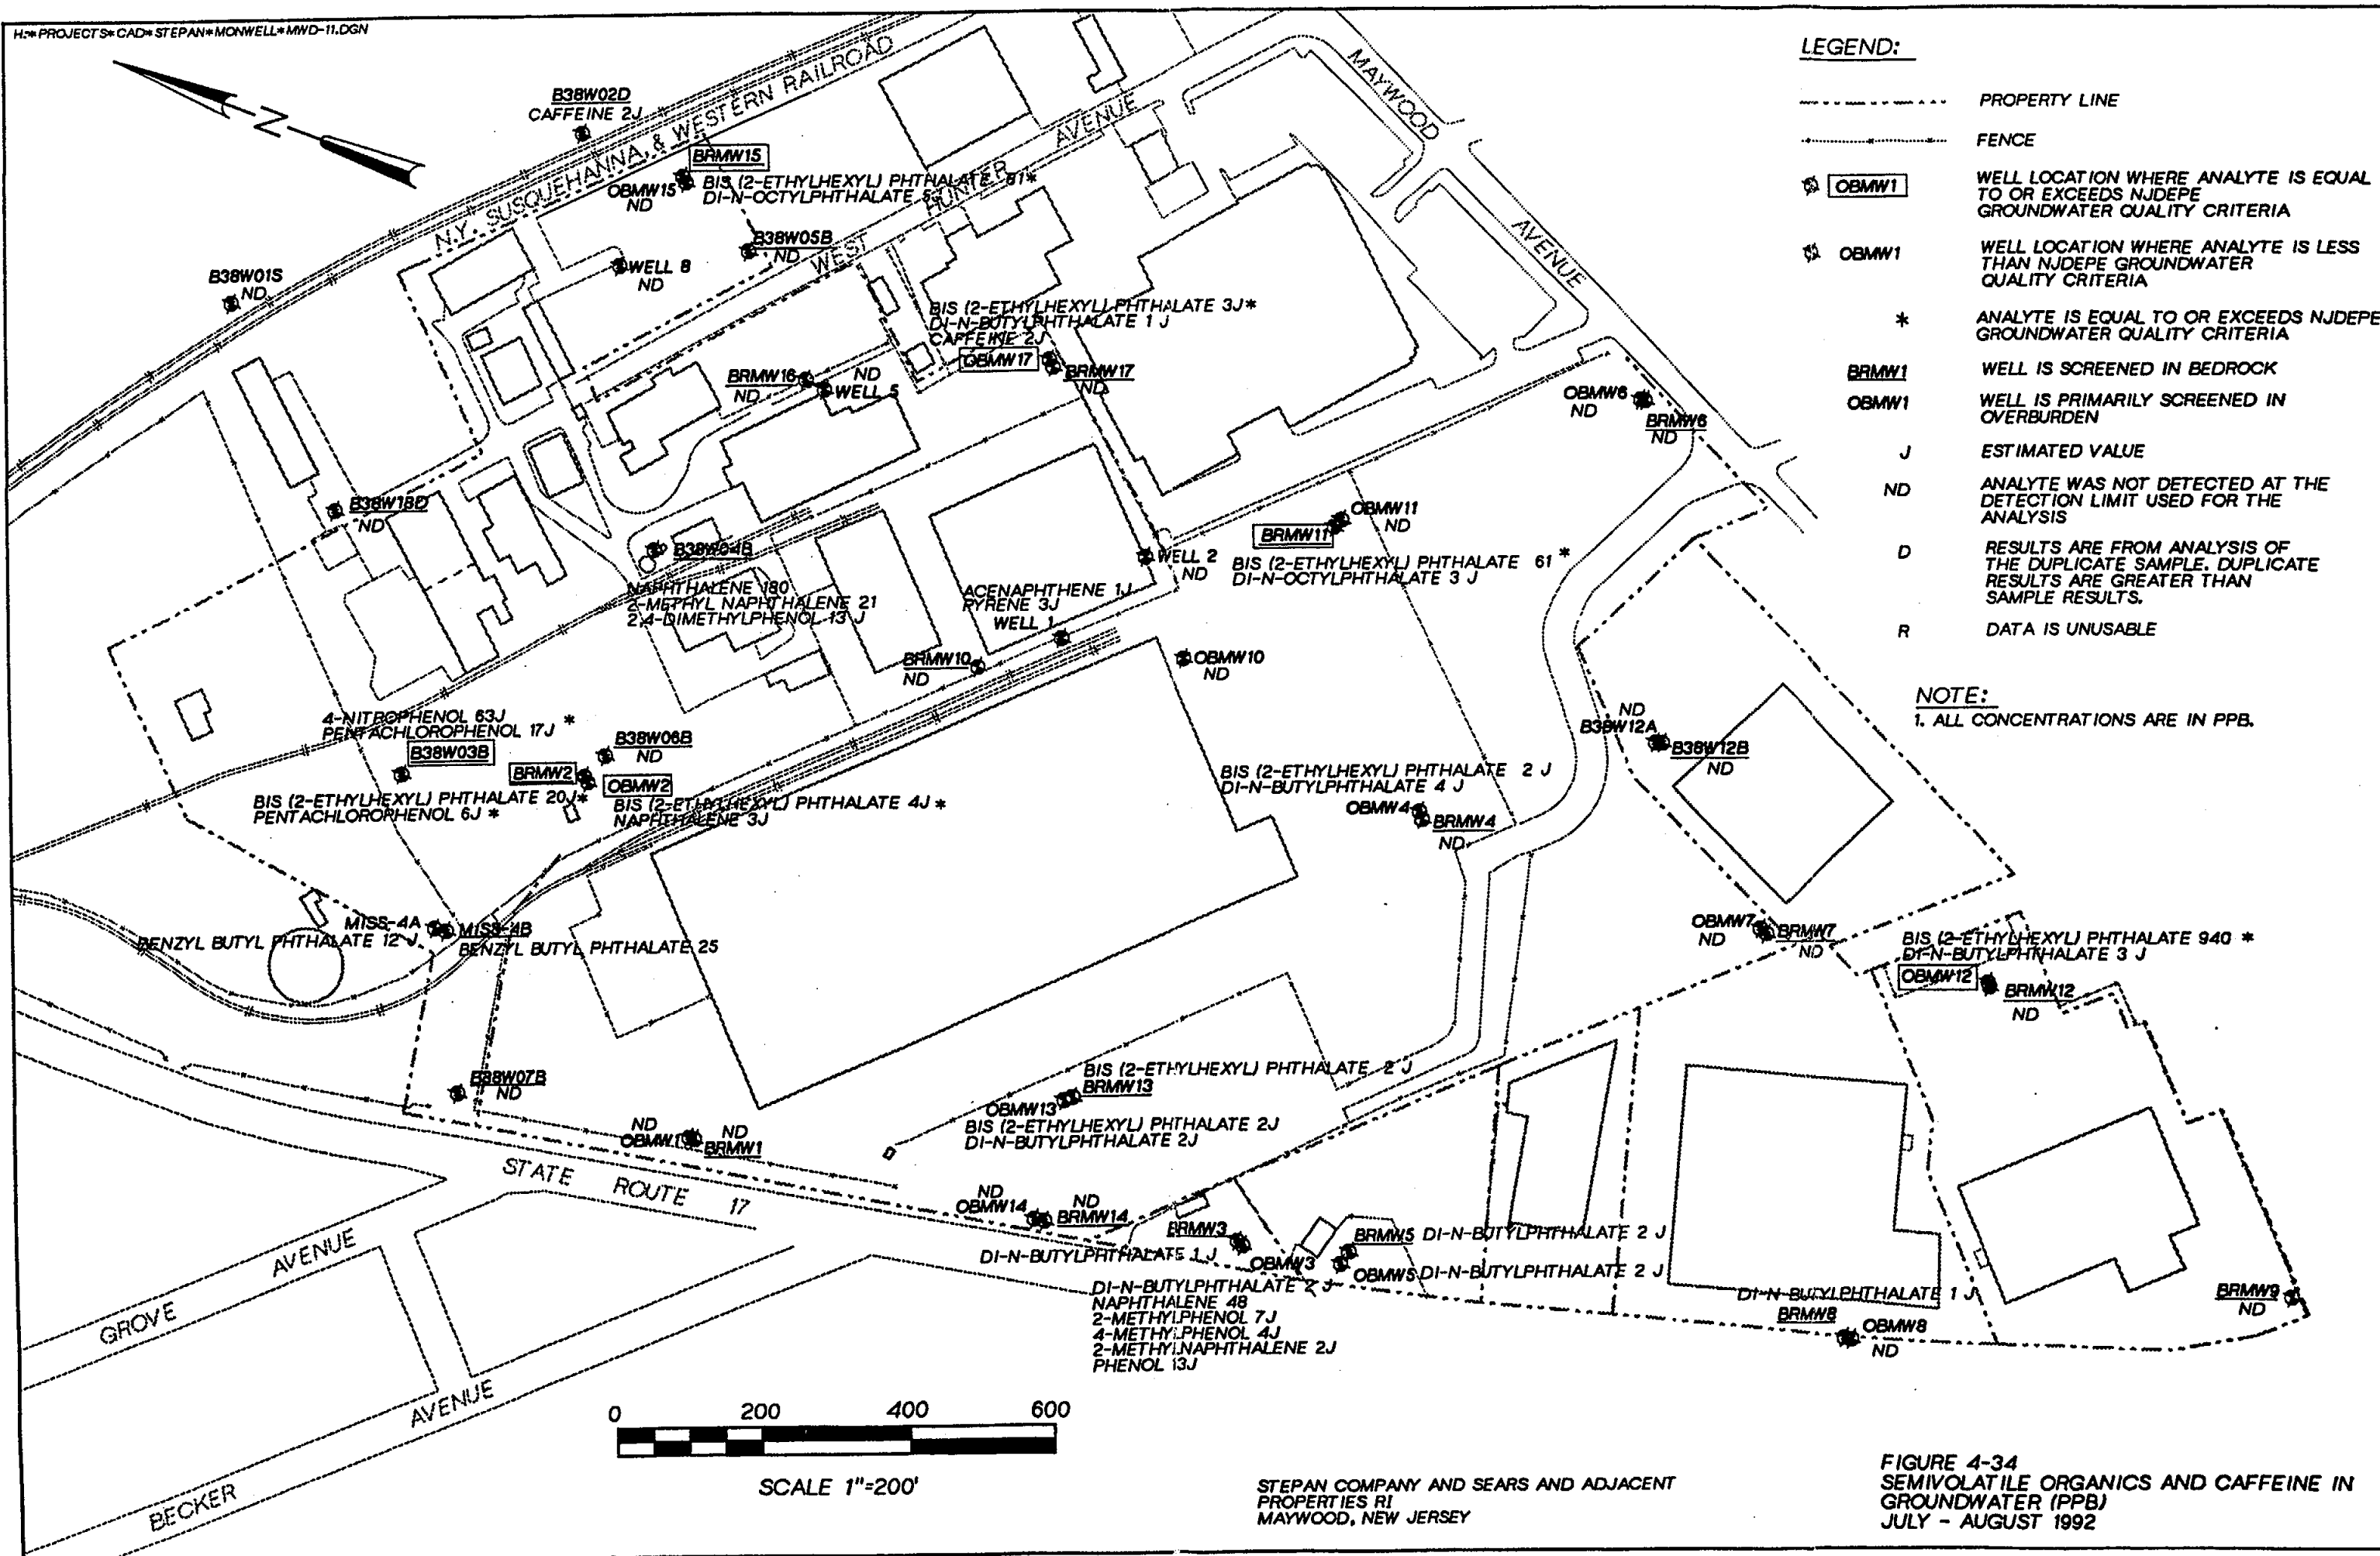 H:*PROJECTS*CAD*STEPAN*MONWELL*MWD-11.DGN
N
B38W02D
CAFFEINE 2J
N.Y. SUSQUEHANNA, & WESTERN RAILROAD
BRMW15
OBMW15
ND
BIS (2-ETHYLHEXYL) PHTHALATE 81*
DI-N-OCTYLPHTHALATE
WEST HUNTER AVENUE
MAYWOOD AVENUE
B38W01S
ND
B38W05B
ND
WELL 8
ND
BIS (2-ETHYLHEXYL) PHTHALATE 3J*
DI-N-BUTYLPHTHALATE 1 J
CAFFEINE 2J
OBMW17
BRMW17
ND
BRMW16
ND
ND
WELL 5
OBMW6
ND
BRMW6
ND
B38W18D
ND
B38W04B
NAPHTHALENE 180
2-METHYL NAPHTHALENE 21
2,4-DIMETHYLPHENOL 13 J
ACENAPHTHENE 1J
PYRENE 3J
WELL 1
WELL 2
ND
OBMW11
ND
BRMW11
BIS (2-ETHYLHEXYL) PHTHALATE 61 *
DI-N-OCTYLPHTHALATE 3 J
BRMW10
ND
OBMW10
ND
4-NITROPHENOL 63J
PENTACHLOROPHENOL 17J *
B38W03B
B38W06B
ND
BRMW2
OBMW2
BIS (2-ETHYLHEXYL) PHTHALATE 20J*
PENTACHLOROPHENOL 6J *
BIS (2-ETHYLHEXYL) PHTHALATE 4J *
NAPHTHALENE 3J
ND
B38W12A
B38W12B
ND
BIS (2-ETHYLHEXYL) PHTHALATE 2 J
DI-N-BUTYLPHTHALATE 4 J
OBMW4
BRMW4
ND
MISS-4A
BENZYL BUTYL PHTHALATE 12 J
MISS-4B
BENZYL BUTYL PHTHALATE 25
OBMW7
ND
BRMW7
ND
BIS (2-ETHYLHEXYL) PHTHALATE 940 *
DI-N-BUTYLPHTHALATE 3 J
OBMW12
BRMW12
ND
B38W07B
ND
ND
OBMW1
ND
BRMW1
BIS (2-ETHYLHEXYL) PHTHALATE 2 J
BRMW13
OBMW13
BIS (2-ETHYLHEXYL) PHTHALATE 2J
DI-N-BUTYLPHTHALATE 2J
STATE ROUTE 17
ND
OBMW14
ND
BRMW14
BRMW3
DI-N-BUTYLPHTHALATE 1 J
OBMW3
DI-N-BUTYLPHTHALATE 2 J
NAPHTHALENE 48
2-METHYLPHENOL 7J
4-METHYLPHENOL 4J
2-METHYLNAPHTHALENE 2J
PHENOL 13J
BRMW5 DI-N-BUTYLPHTHALATE 2 J
OBMW5 DI-N-BUTYLPHTHALATE 2 J
DI-N-BUTYLPHTHALATE 1 J
BRMW8
OBMW8
ND
BRMW9
ND
GROVE AVENUE
BECKER AVENUE
0 200 400 600
SCALE 1"=200'
LEGEND:
PROPERTY LINE
FENCE
OBMW1
WELL LOCATION WHERE ANALYTE IS EQUAL
TO OR EXCEEDS NJDEPE
GROUNDWATER QUALITY CRITERIA
OBMW1
WELL LOCATION WHERE ANALYTE IS LESS
THAN NJDEPE GROUNDWATER
QUALITY CRITERIA
* ANALYTE IS EQUAL TO OR EXCEEDS NJDEPE
GROUNDWATER QUALITY CRITERIA
BRMW1 WELL IS SCREENED IN BEDROCK
OBMW1 WELL IS PRIMARILY SCREENED IN
OVERBURDEN
J ESTIMATED VALUE
ND ANALYTE WAS NOT DETECTED AT THE
DETECTION LIMIT USED FOR THE
ANALYSIS
D RESULTS ARE FROM ANALYSIS OF
THE DUPLICATE SAMPLE. DUPLICATE
RESULTS ARE GREATER THAN
SAMPLE RESULTS.
R DATA IS UNUSABLE
NOTE:
1. ALL CONCENTRATIONS ARE IN PPB.
STEPAN COMPANY AND SEARS AND ADJACENT
PROPERTIES RI
MAYWOOD, NEW JERSEY
FIGURE 4-34
SEMIVOLATILE ORGANICS AND CAFFEINE IN
GROUNDWATER (PPB)
JULY - AUGUST 1992